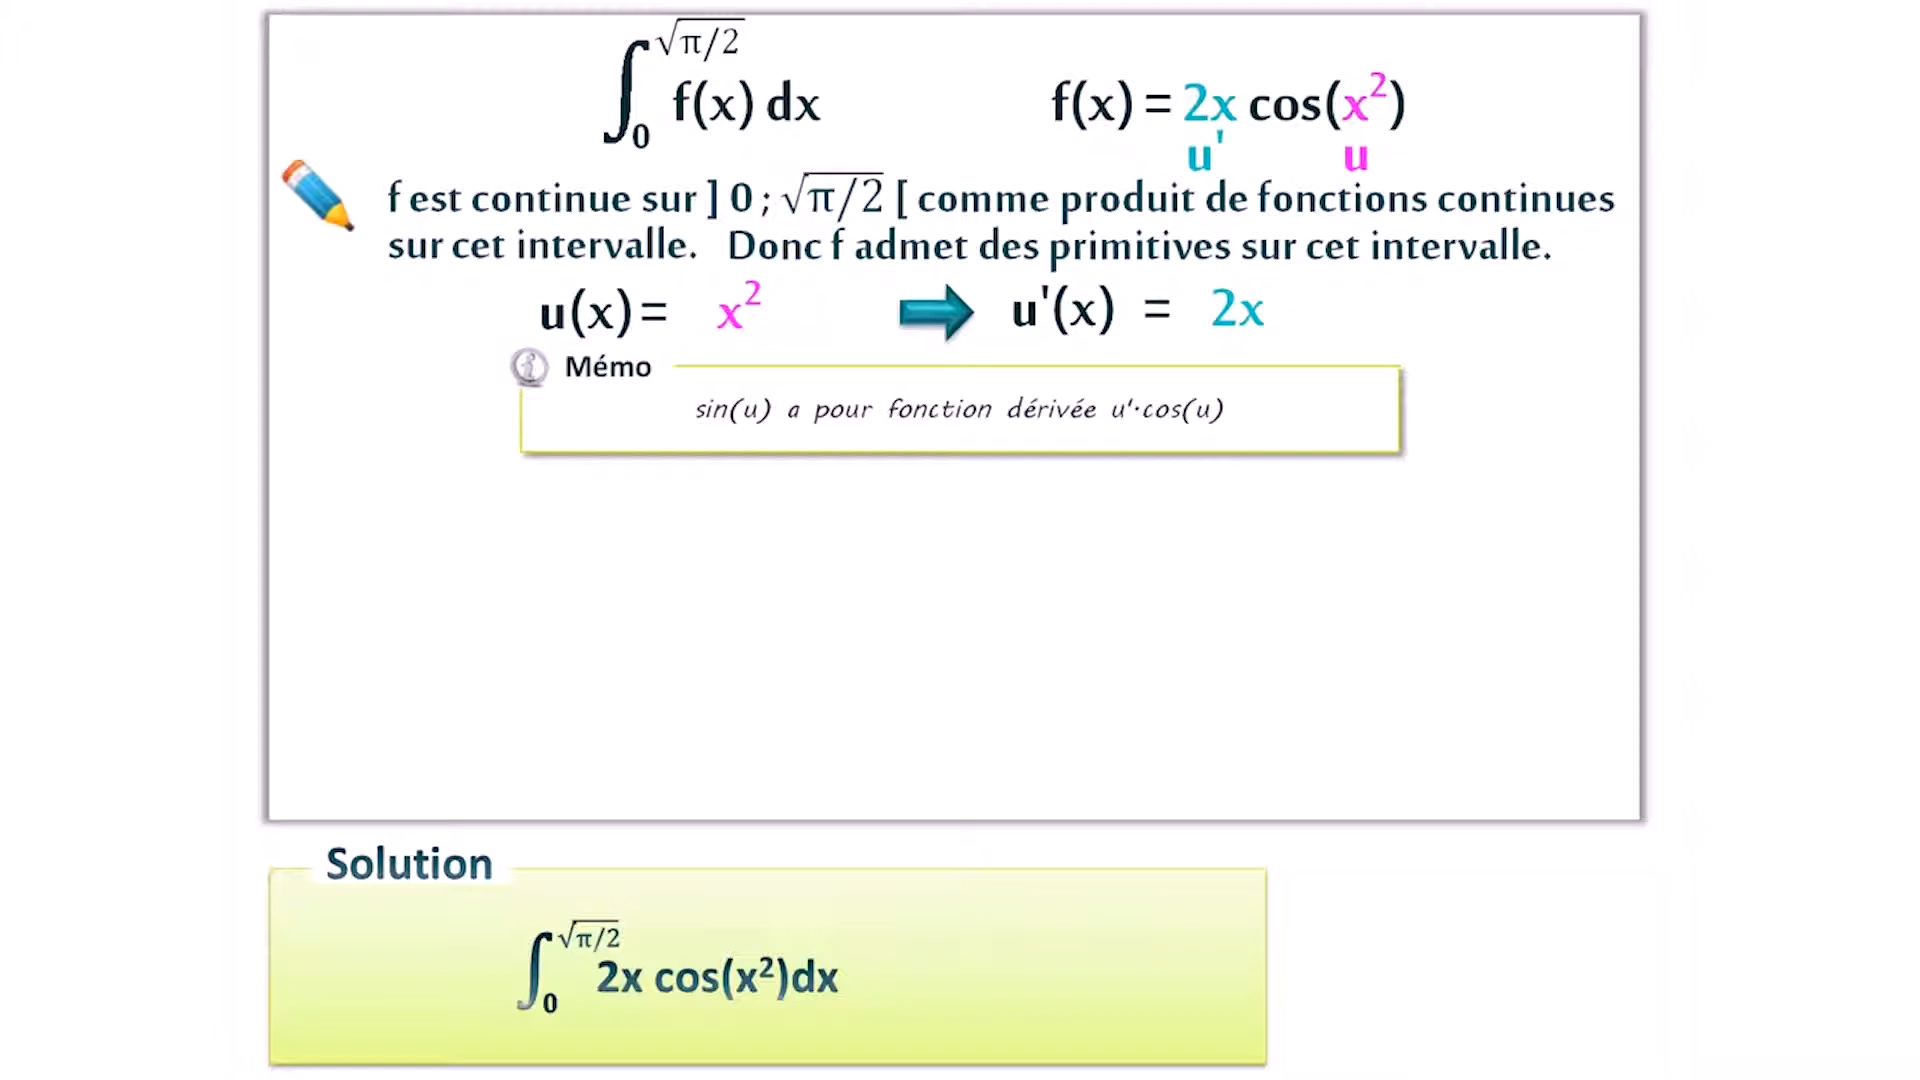 ∫₀^√π/2 f(x) dx f(x) = 2x cos(x²)
u' u
f est continue sur ] 0 ; √π/2 [ comme produit de fonctions continues
sur cet intervalle. Donc f admet des primitives sur cet intervalle.
u(x) = x² u'(x) = 2x
Mémo
sin(u) a pour fonction dérivée u'·cos(u)
Solution
∫₀^√π/2 2x cos(x²)dx